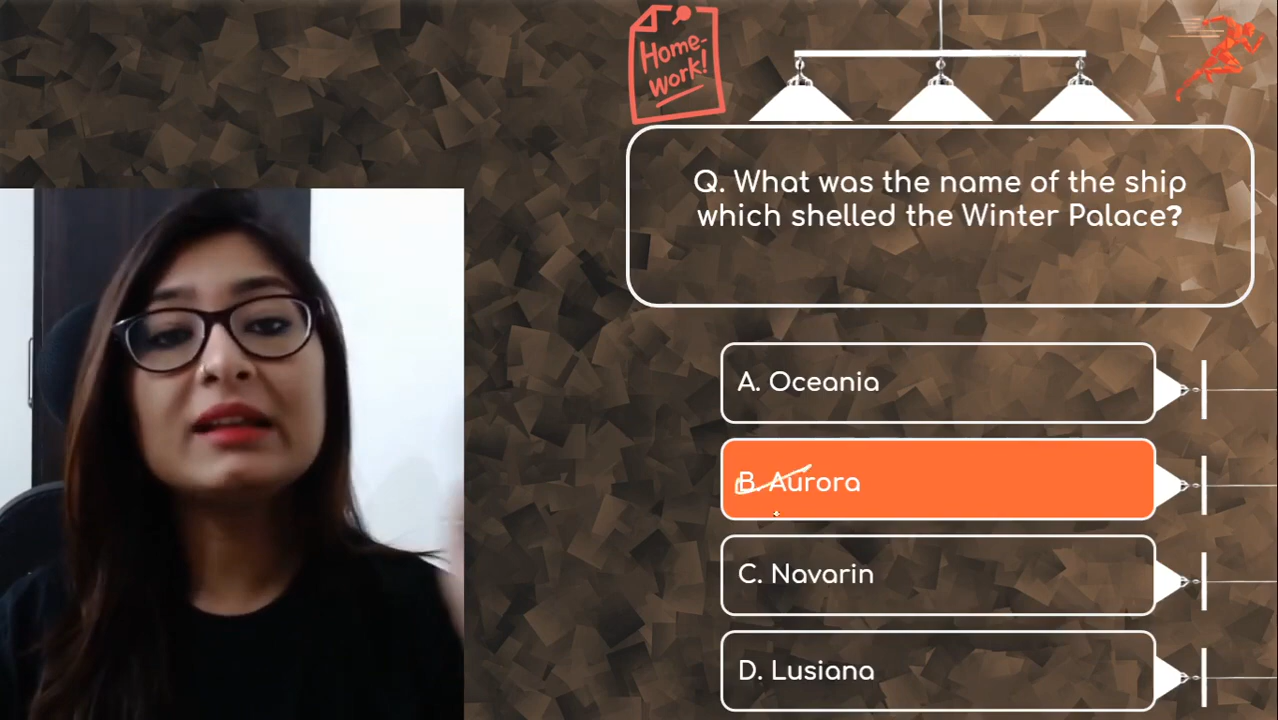 Home-
work!
Q. What was the name of the ship
which shelled the Winter Palace?
A. Oceania
B. Aurora
C. Navarin
D. Lusiana